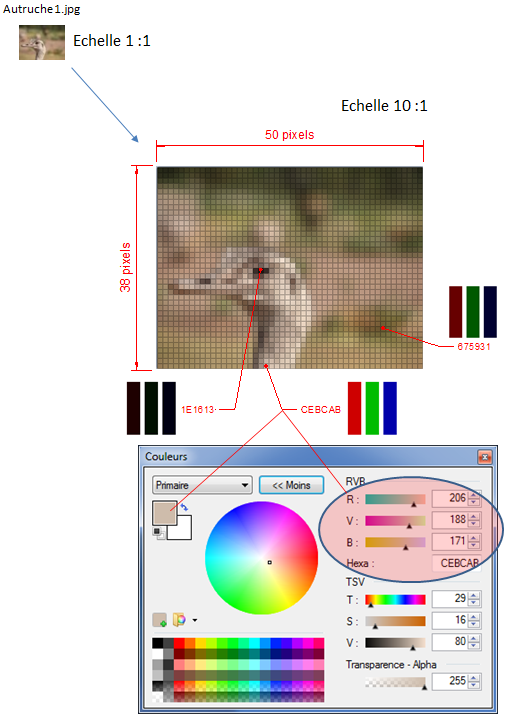 Autruche1.jpg
Echelle 1 :1
Echelle 10 :1
50 pixels
38 pixels
675931
1E1613
CEBCAB
Couleurs
Primaire
<< Moins
RVB
R : 206
V : 188
B : 171
Hexa : CEBCAB
TSV
T : 29
S : 16
V : 80
Transparence - Alpha
255